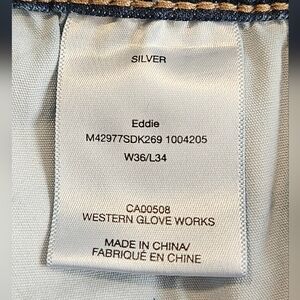 SILVER
Eddie
M42977SDK269 1004205
W36/L34
CA00508
WESTERN GLOVE WORKS
MADE IN CHINA/
FABRIQUÉ EN CHINE